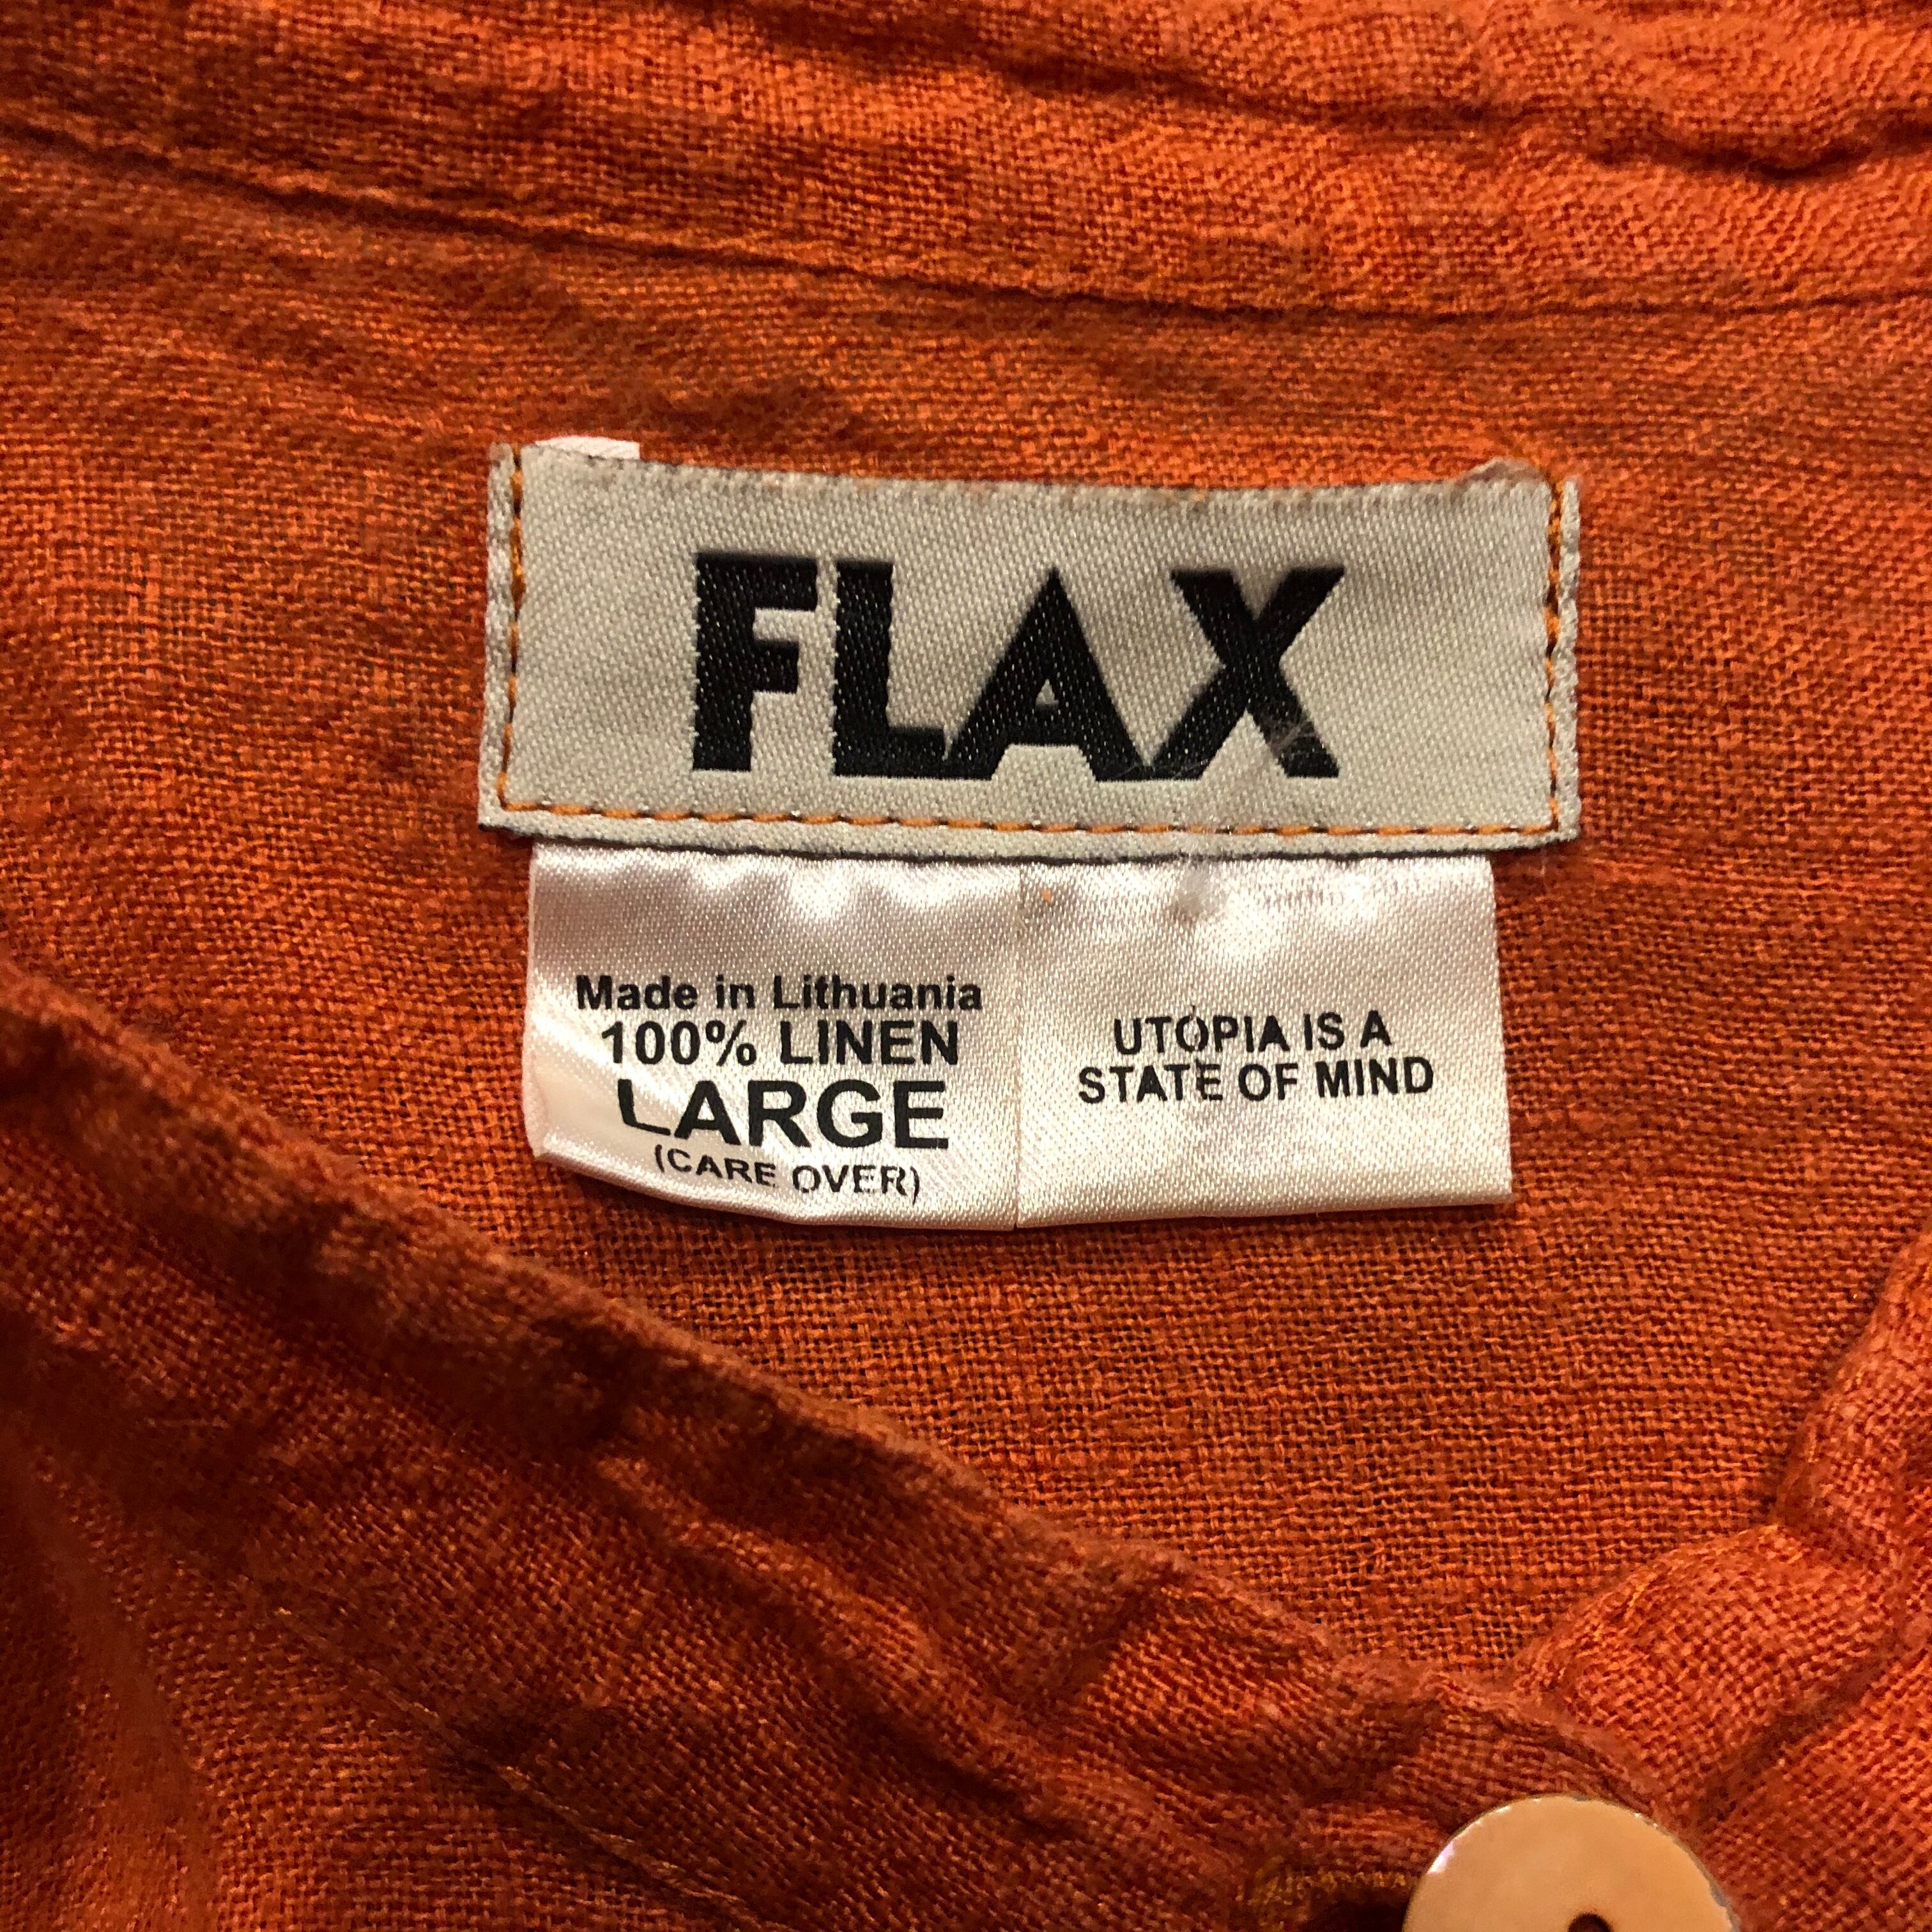 FLAX
Made in Lithuania
100% LINEN
LARGE
(CARE OVER)
UTOPIA IS A
STATE OF MIND